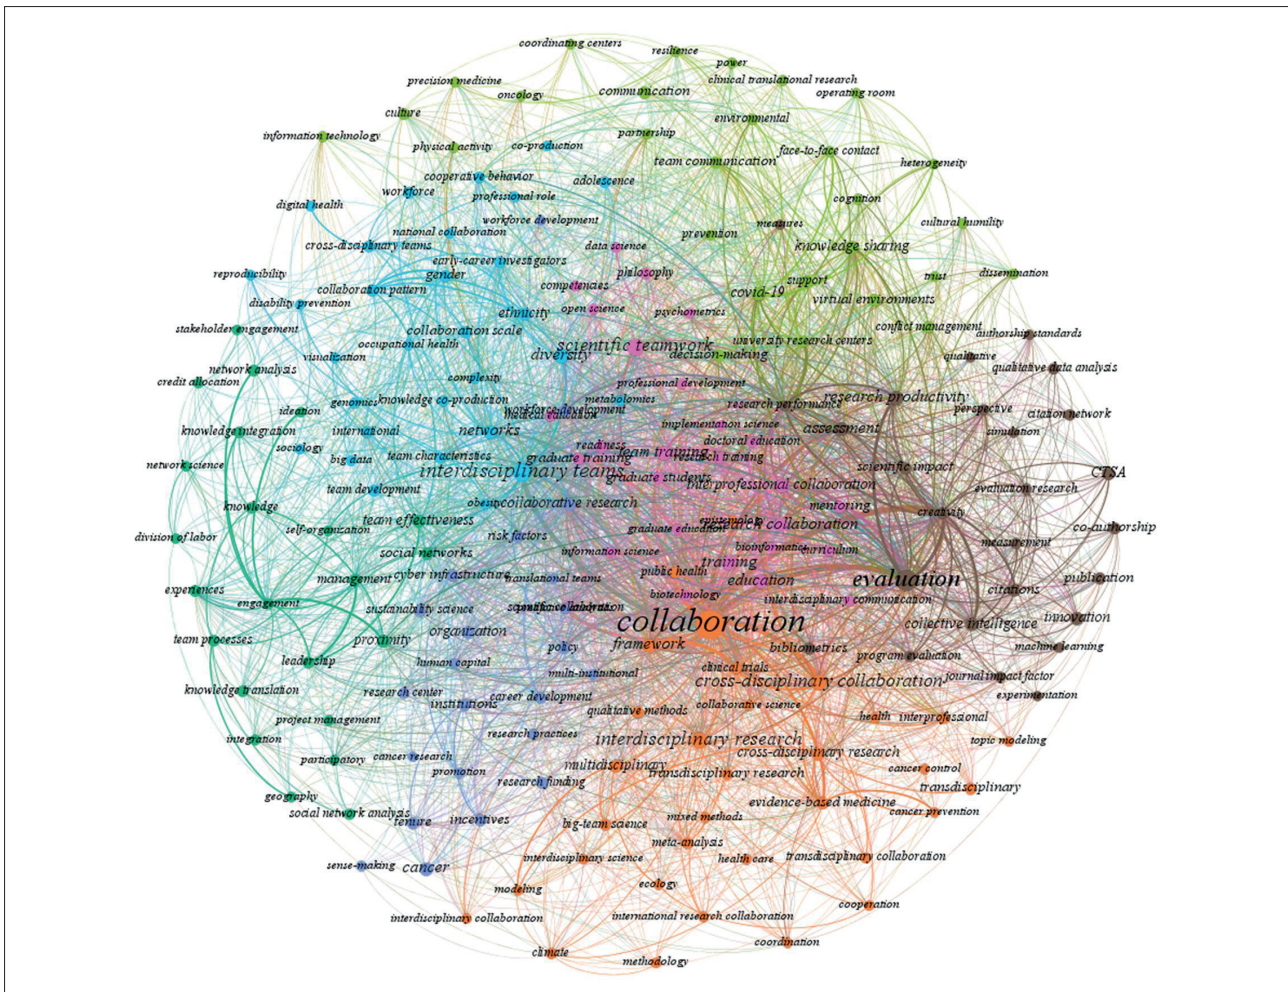 coordinating centers
resilience
power
precision medicine
clinical translational research
oncology
communication
operating room
culture
environmental
information technology
partnership
physical activity
co-production
face-to-face contact
team communication
heterogeneity
cooperative behavior
adolescence
workforce
professional role
cognition
digital health
workforce development
measures
cultural humility
national collaboration
prevention
cross-disciplinary teams
data science
knowledge sharing
early-career investigators
gender
philosophy
reproducibility
support
trust
dissemination
collaboration pattern
competencies
covid-19
virtual environments
disability prevention
open science
psychometrics
ethnicity
stakeholder engagement
collaboration scale
conflict management
authorship standards
occupational health
scientific teamwork
university research centers
visualization
diversity
decision-making
qualitative
network analysis
qualitative data analysis
credit allocation
complexity
professional development
genomics
knowledge co-production
metabolomics
research performance
research productivity
ideation
workforce development
medical education
perspective
citation network
knowledge integration
international
networks
implementation science
assessment
simulation
sociology
readiness
doctoral education
big data
team characteristics
graduate training
team training
research training
network science
interdisciplinary teams
graduate students
scientific impact
CTSA
team development
interprofessional collaboration
evaluation research
knowledge
obesity
collaborative research
mentoring
creativity
team effectiveness
epistemology
research collaboration
co-authorship
division of labor
self-organization
risk factors
graduate education
social networks
information science
bioinformatics
curriculum
measurement
management
cyber infrastructure
translational teams
public health
training
education
evaluation
publication
experiences
biotechnology
citations
engagement
sustainability science
interdisciplinary communication
collaboration
collective intelligence
innovation
team processes
proximity
organization
policy
framework
bibliometrics
machine learning
leadership
human capital
multi-institutional
clinical trials
program evaluation
cross-disciplinary collaboration
journal impact factor
knowledge translation
research center
institutions
career development
collaborative science
experimentation
project management
qualitative methods
health
interprofessional
integration
research practices
interdisciplinary research
topic modeling
participatory
cancer research
cross-disciplinary research
promotion
multidisciplinary
transdisciplinary research
cancer control
research funding
transdisciplinary
geography
evidence-based medicine
cancer prevention
social network analysis
tenure
incentives
big-team science
mixed methods
meta-analysis
sense-making
cancer
interdisciplinary science
health care
transdisciplinary collaboration
modeling
ecology
cooperation
interdisciplinary collaboration
international research collaboration
coordination
climate
methodology